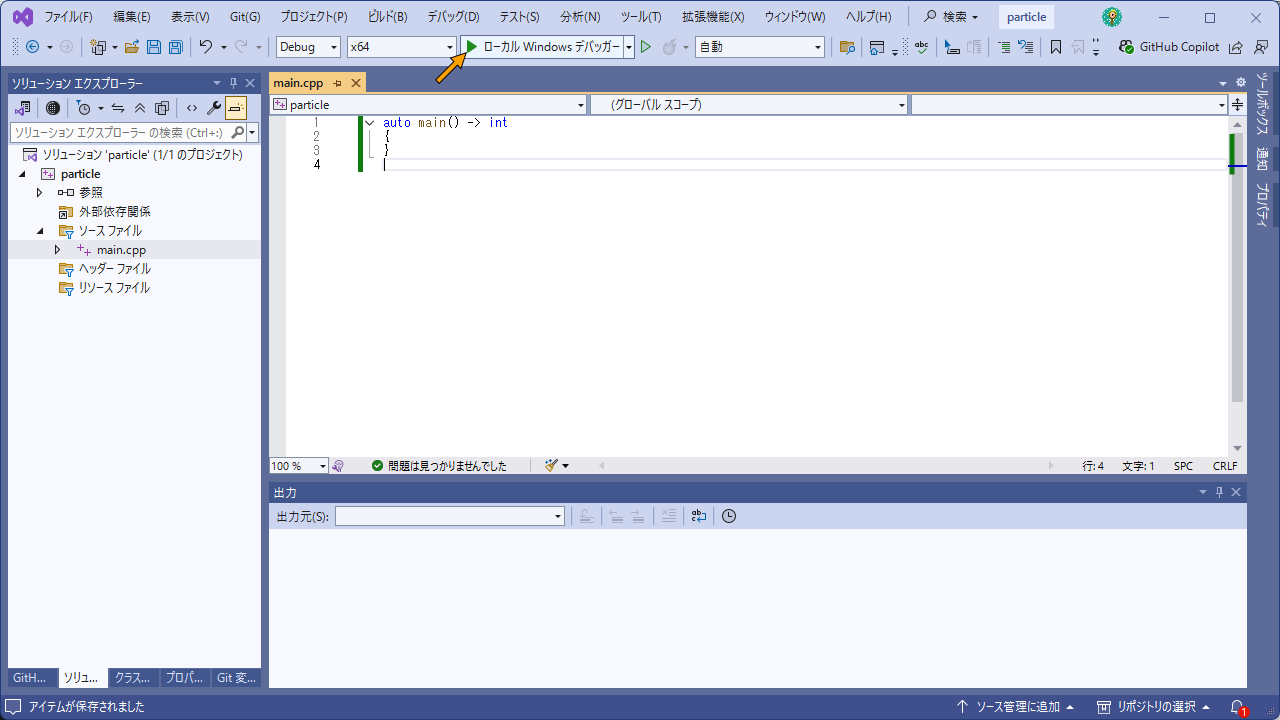 ファイル(F) 編集(E) 表示(V) Git(G) プロジェクト(P) ビルド(B) デバッグ(D) テスト(S) 分析(N) ツール(T) 拡張機能(X) ウィンドウ(W) ヘルプ(H) 検索 particle
Debug x64 ローカル Windows デバッガー 自動 GitHub Copilot
ソリューション エクスプローラー
ソリューション エクスプローラー の検索 (Ctrl+:)
ソリューション 'particle' (1/1 のプロジェクト)
particle
参照
外部依存関係
ソース ファイル
main.cpp
ヘッダー ファイル
リソース ファイル
GitH... ソリュ... クラス... プロパ... Git 変...
main.cpp
particle (グローバル スコープ)
1 auto main() -> int
2 {
3 }
4
100 % 問題は見つかりませんでした 行: 4 文字: 1 SPC CRLF
出力
出力元(S):
ツールボックス
通知
プロパティ
アイテムが保存されました ソース管理に追加 リポジトリの選択 1